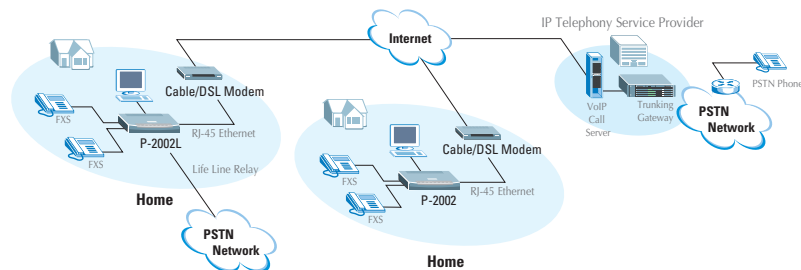 IP Telephony Service Provider
Internet
Cable/DSL Modem
PSTN Phone
FXS
RJ-45 Ethernet
P-2002L
FXS
Life Line Relay
Home
PSTN
Network
VoIP
Call
Server
Trunking
Gateway
PSTN
Network
Cable/DSL Modem
FXS
RJ-45 Ethernet
P-2002
FXS
Home